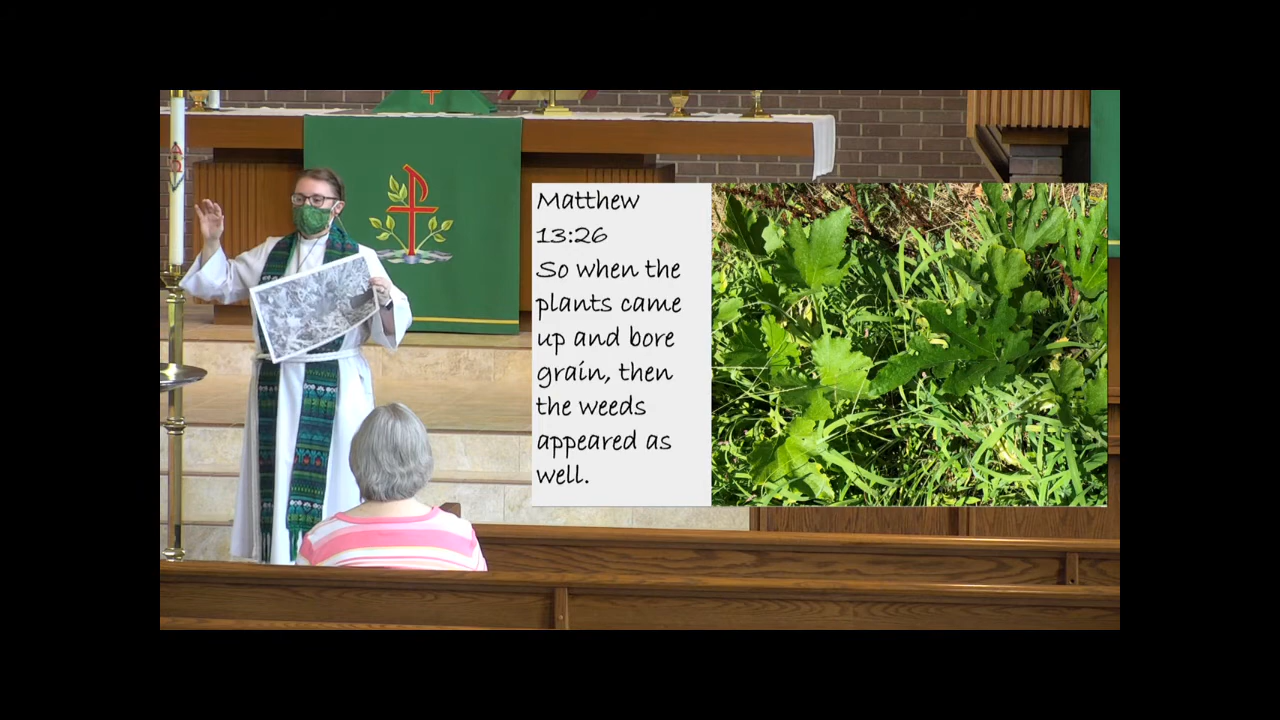 Matthew
13:26
So when the
plants came
up and bore
grain, then
the weeds
appeared as
well.